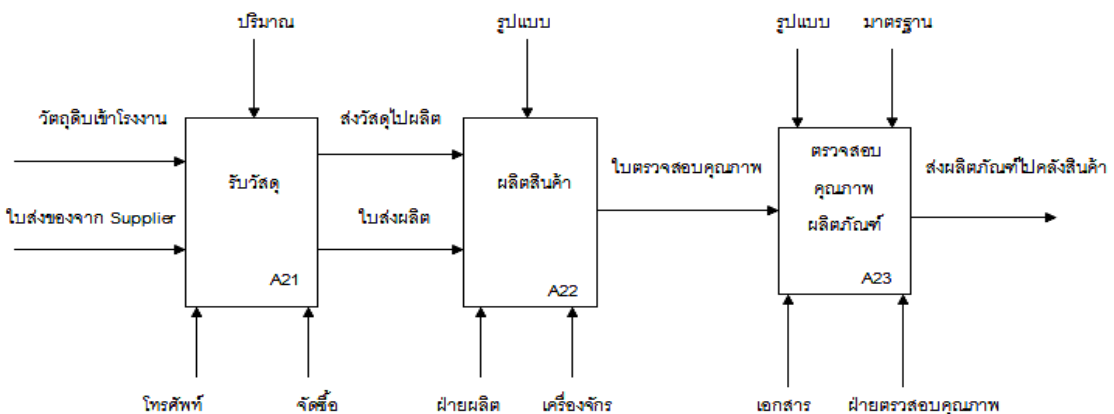 ปริมาณ
รูปแบบ
รูปแบบ
มาตรฐาน
วัตถุดิบเข้าโรงงาน
ส่งวัสดุไปผลิต
ใบตรวจสอบคุณภาพ
ส่งผลิตภัณฑ์ไปคลังสินค้า
รับวัสดุ
ผลิตสินค้า
ตรวจสอบ
คุณภาพ
ผลิตภัณฑ์
ใบส่งของจาก Supplier
ใบส่งผลิต
A21
A22
A23
โทรศัพท์
จัดซื้อ
ฝ่ายผลิต
เครื่องจักร
เอกสาร
ฝ่ายตรวสอบคุณภาพ